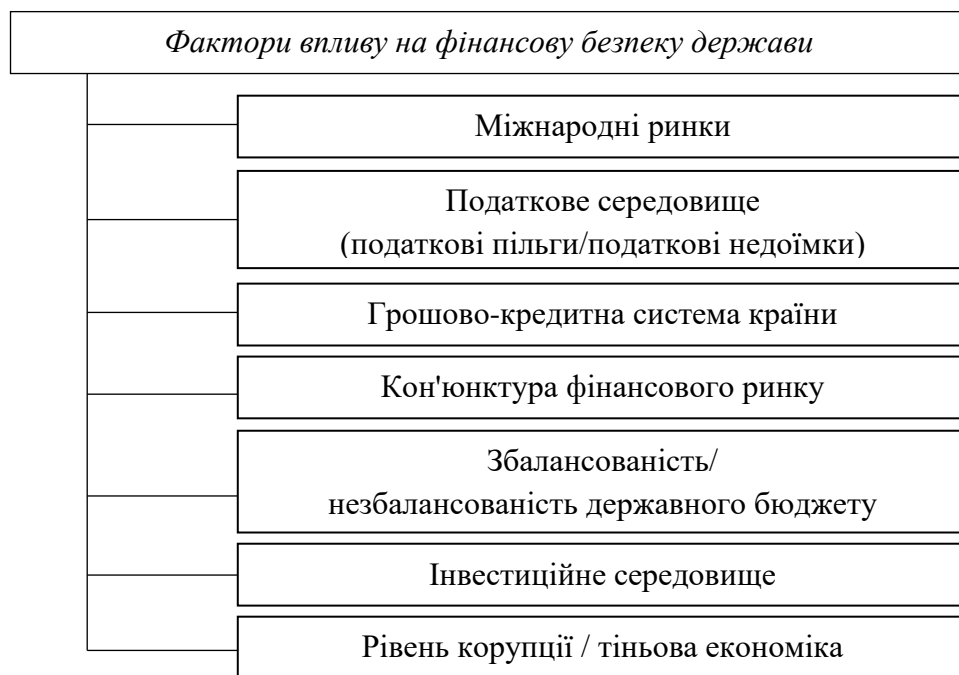 Фактори впливу на фінансову безпеку держави
Міжнародні ринки
Податкове середовище
(податкові пільги/податкові недоїмки)
Грошово-кредитна система країни
Кон'юнктура фінансового ринку
Збалансованість/
незбалансованість державного бюджету
Інвестиційне середовище
Рівень корупції / тіньова економіка